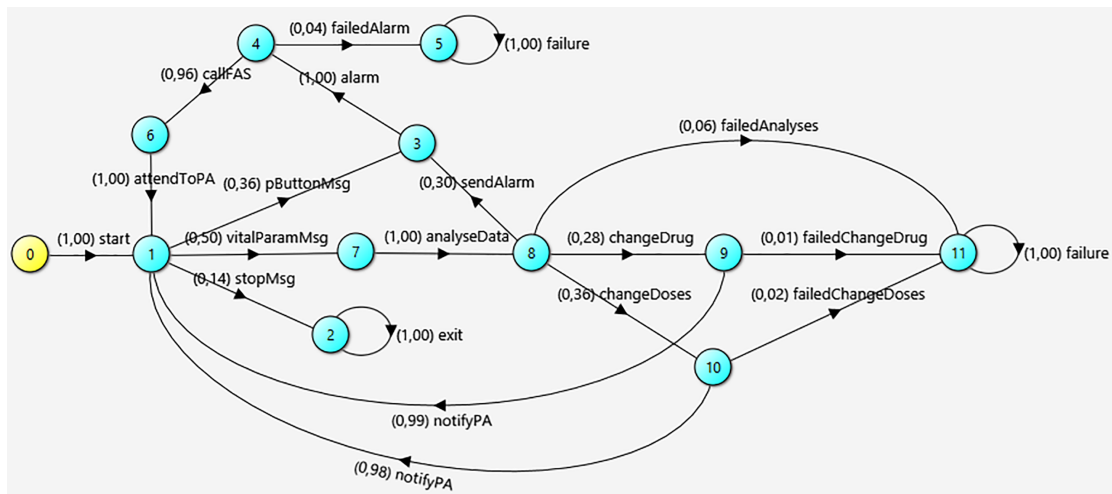 (0,04) failedAlarm
4
5
(1,00) failure
(0,96) callFAS
(1,00) alarm
6
3
(0,06) failedAnalyses
(1,00) attendToPA
(0,36) pButtonMsg
(0,30) sendAlarm
0
(1,00) start
1
(0,50) vitalParamMsg
7
(1,00) analyseData
8
(0,28) changeDrug
9
(0,01) failedChangeDrug
11
(1,00) failure
(0,14) stopMsg
(0,36) changeDoses
(0,02) failedChangeDoses
2
(1,00) exit
10
(0,99) notifyPA
(0,98) notifyPA